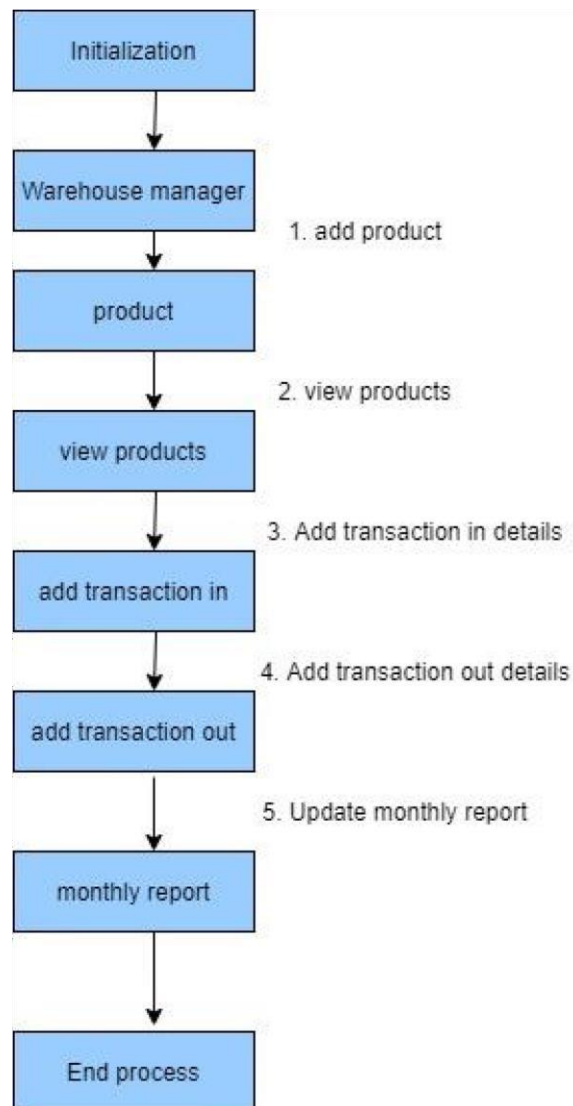 Initialization
Warehouse manager
1. add product
product
2. view products
view products
3. Add transaction in details
add transaction in
4. Add transaction out details
add transaction out
5. Update monthly report
monthly report
End process